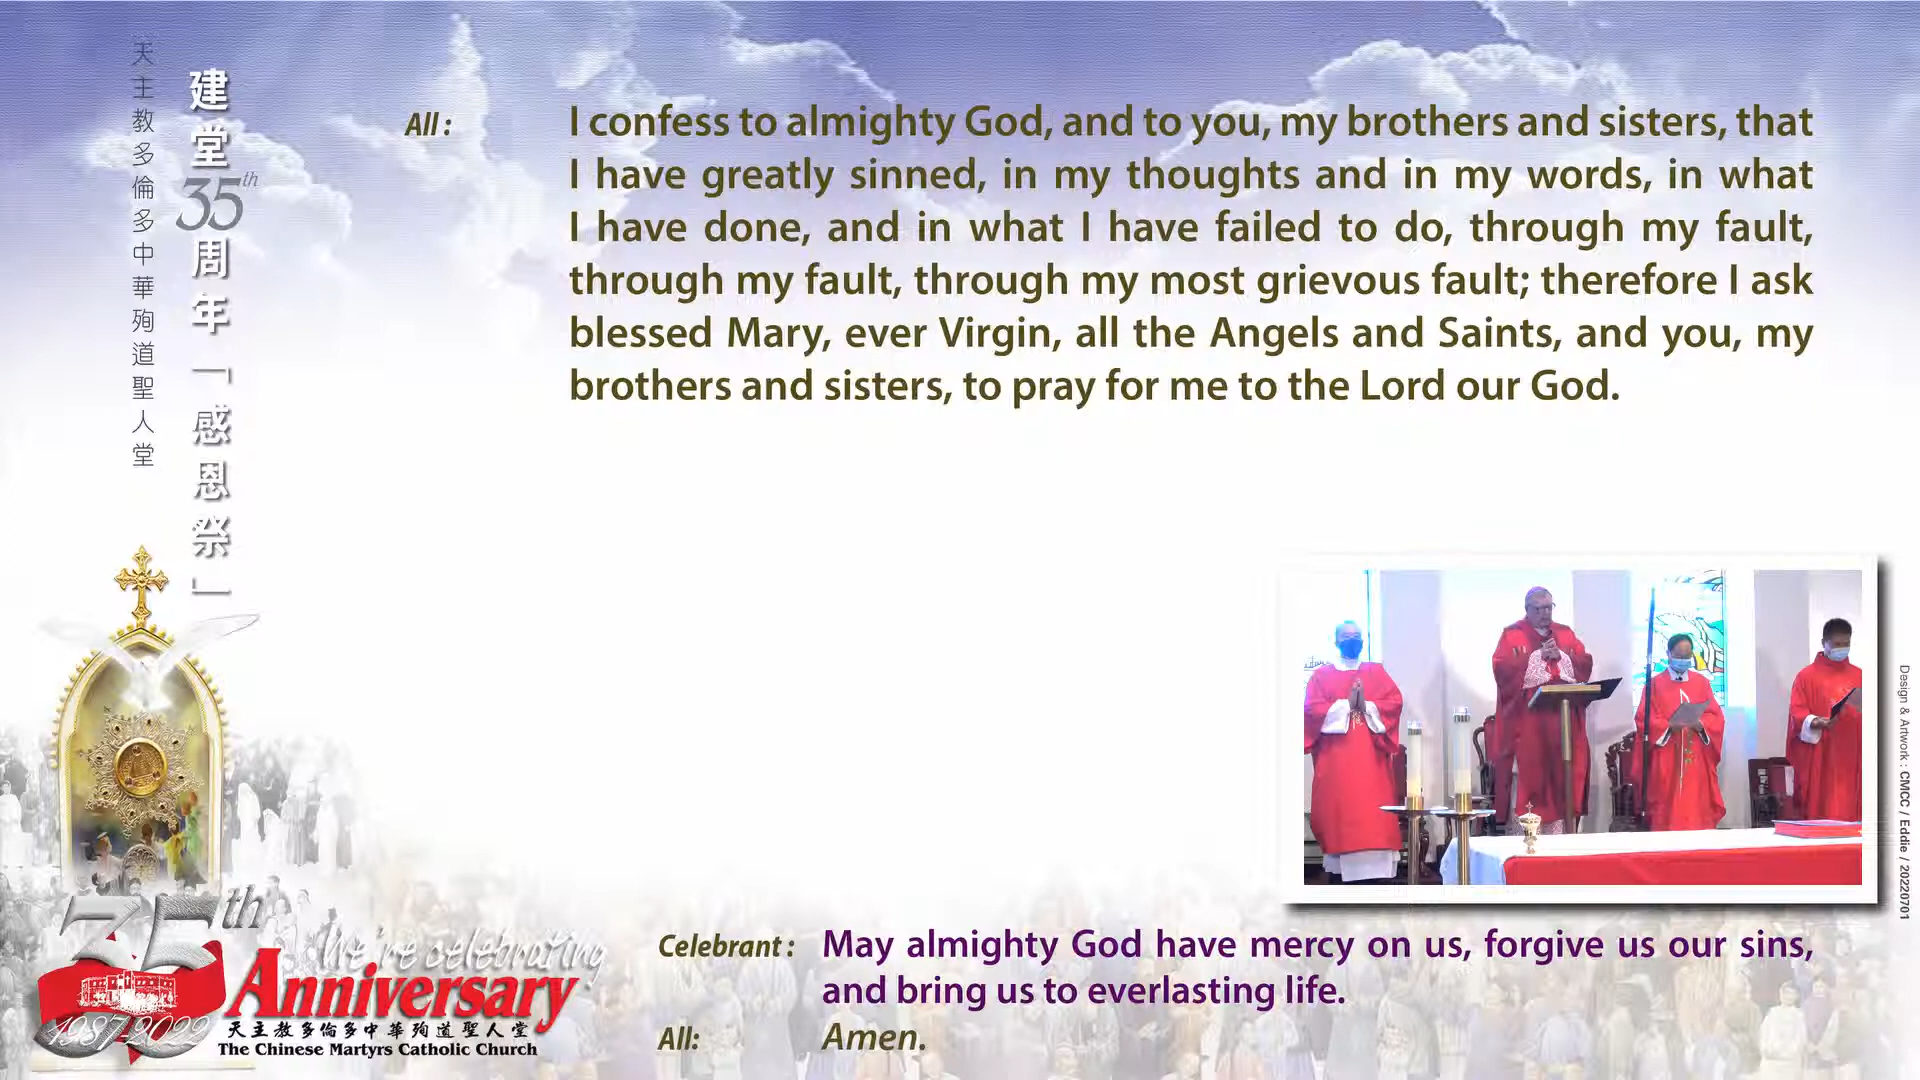 天主教多倫多中華殉道聖人堂
建堂35th周年「感恩祭」
All :
I confess to almighty God, and to you, my brothers and sisters, that
I have greatly sinned, in my thoughts and in my words, in what
I have done, and in what I have failed to do, through my fault,
through my fault, through my most grievous fault; therefore I ask
blessed Mary, ever Virgin, all the Angels and Saints, and you, my
brothers and sisters, to pray for me to the Lord our God.
Celebrant :
May almighty God have mercy on us, forgive us our sins,
and bring us to everlasting life.
All:
Amen.
35th
We're celebrating
Anniversary
1987-2022
天主教多倫多中華殉道聖人堂
The Chinese Martyrs Catholic Church
Design & Artwork : CMCC / Eddie / 20220701